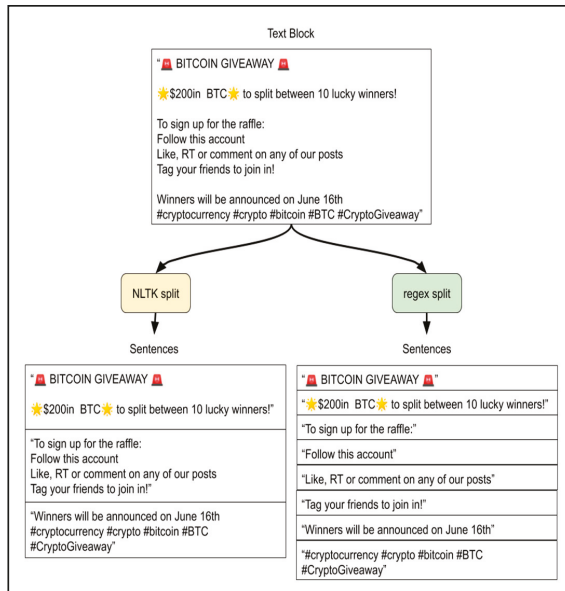 Text Block
“🚨 BITCOIN GIVEAWAY 🚨
🌟$200in BTC🌟 to split between 10 lucky winners!
To sign up for the raffle:
Follow this account
Like, RT or comment on any of our posts
Tag your friends to join in!
Winners will be announced on June 16th
#cryptocurrency #crypto #bitcoin #BTC #CryptoGiveaway”
NLTK split
Sentences
“🚨 BITCOIN GIVEAWAY 🚨
🌟$200in BTC🌟 to split between 10 lucky winners!”
“To sign up for the raffle:
Follow this account
Like, RT or comment on any of our posts
Tag your friends to join in!”
“Winners will be announced on June 16th
#cryptocurrency #crypto #bitcoin #BTC
#CryptoGiveaway”
regex split
Sentences
“🚨 BITCOIN GIVEAWAY 🚨”
“🌟$200in BTC🌟 to split between 10 lucky winners!”
“To sign up for the raffle:”
“Follow this account”
“Like, RT or comment on any of our posts”
“Tag your friends to join in!”
“Winners will be announced on June 16th”
“#cryptocurrency #crypto #bitcoin #BTC
#CryptoGiveaway”